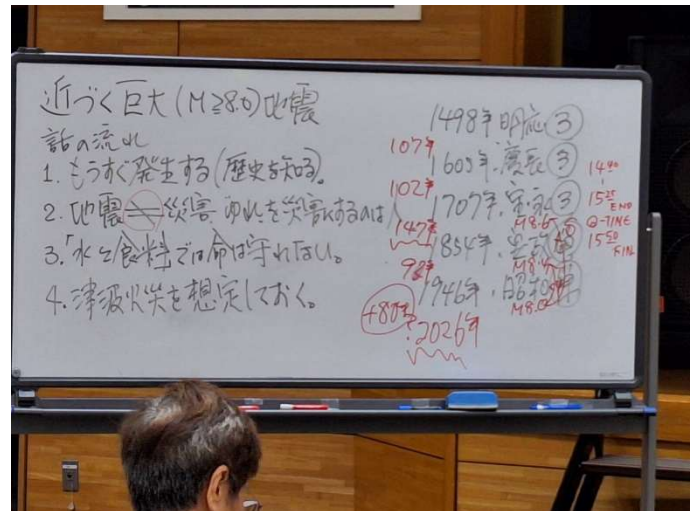 近づく巨大(M≧8.0)地震
話の流れ
1. もうすぐ発生する(歴史を知る)。
2. 地震≠災害 ゆれを災害にするのは人
3.「水と食料」では命は守れない。
4. 津波火災を想定しておく。
1498年 明応③
107年
1605年 慶長③
102年
1707年 宝永③
M8.6
147年
1854年 安政
M8.4
92年
1946年 昭和
M8.0
+80年
2026年
15:25 END
Q-TIME
15:50 FIN